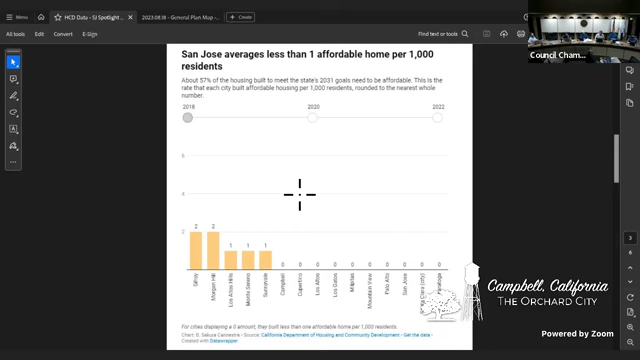 Menu
HCD Data - SJ Spotlight ...
2023.08.18 - General Plan Map - ...
+ Create
All tools
Edit
Convert
E-Sign
Find text or tools
Council Cham...
San Jose averages less than 1 affordable home per 1,000
residents
About 57% of the housing built to meet the state's 2031 goals need to be affordable. This is the
rate that each city built affordable housing per 1,000 residents, rounded to the nearest whole
number.
2018
2020
2022
6
4
2
2 2 1 1 1 0 0 0 0 0 0 0 0 0 0
Gilroy
Morgan Hill
Los Altos Hills
Monte Sereno
Sunnyvale
Campbell
Cupertino
Los Altos
Los Gatos
Milpitas
Mountain View
Palo Alto
San Jose
Santa Clara (city)
Saratoga
For cities displaying a 0 amount, they built less than one affordable home per 1,000 residents.
Chart: B. Sakura Cannestra • Source: California Department of Housing and Community Development • Get the data •
Created with Datawrapper
3
6
Campbell, California
THE ORCHARD CITY
Powered by Zoom